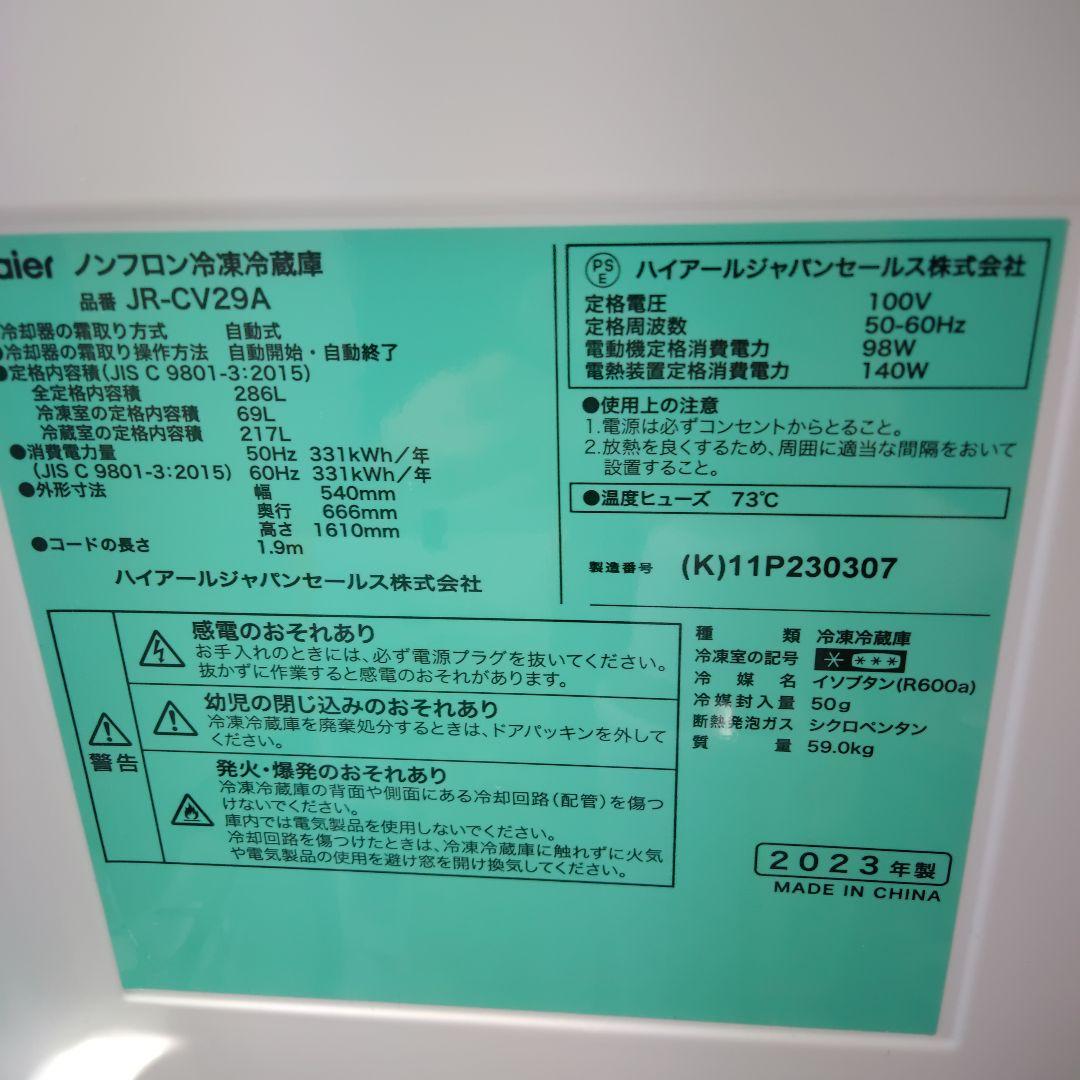 aier ノンフロン冷凍冷蔵庫
品番 JR-CV29A
冷却器の霜取り方式 自動式
●冷却器の霜取り操作方法 自動開始・自動終了
●定格内容積(JIS C 9801-3:2015)
全定格内容積 286L
冷凍室の定格内容積 69L
冷蔵室の定格内容積 217L
●消費電力量 50Hz 331kWh／年
(JIS C 9801-3:2015) 60Hz 331kWh／年
●外形寸法 幅 540mm
奥行 666mm
高さ 1610mm
●コードの長さ 1.9m
ハイアールジャパンセールス株式会社
PS
E
ハイアールジャパンセールス株式会社
定格電圧 100V
定格周波数 50-60Hz
電動機定格消費電力 98W
電熱装置定格消費電力 140W
●使用上の注意
1.電源は必ずコンセントからとること。
2.放熱を良くするため、周囲に適当な間隔をおいて
設置すること。
●温度ヒューズ 73℃
製造番号 (K)11P230307
警告
感電のおそれあり
お手入れのときには、必ず電源プラグを抜いてください。
抜かずに作業すると感電のおそれがあります。
幼児の閉じ込みのおそれあり
冷凍冷蔵庫を廃棄処分するときは、ドアパッキンを外して
ください。
発火・爆発のおそれあり
冷凍冷蔵庫の背面や側面にある冷却回路(配管)を傷つ
けないでください。
庫内では電気製品を使用しないでください。
冷却回路を傷つけたときは、冷凍冷蔵庫に触れずに火気
や電気製品の使用を避け窓を開け換気してください。
種類 冷凍冷蔵庫
冷凍室の記号 * ***
冷媒名 イソブタン(R600a)
冷媒封入量 50g
断熱発泡ガス シクロペンタン
質量 59.0kg
2023年製
MADE IN CHINA